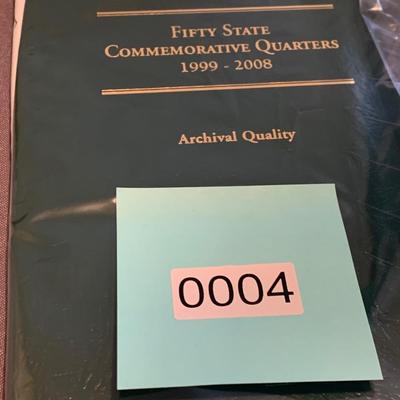 Fifty State
Commemorative Quarters
1999 - 2008
Archival Quality
0004